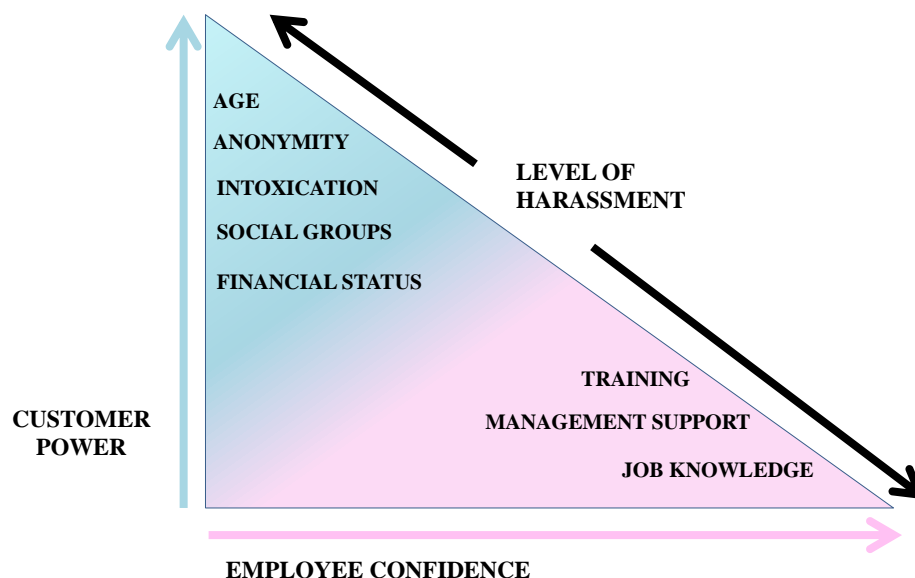 AGE
ANONYMITY
INTOXICATION
SOCIAL GROUPS
FINANCIAL STATUS
LEVEL OF
HARASSMENT
TRAINING
MANAGEMENT SUPPORT
JOB KNOWLEDGE
CUSTOMER
POWER
EMPLOYEE CONFIDENCE